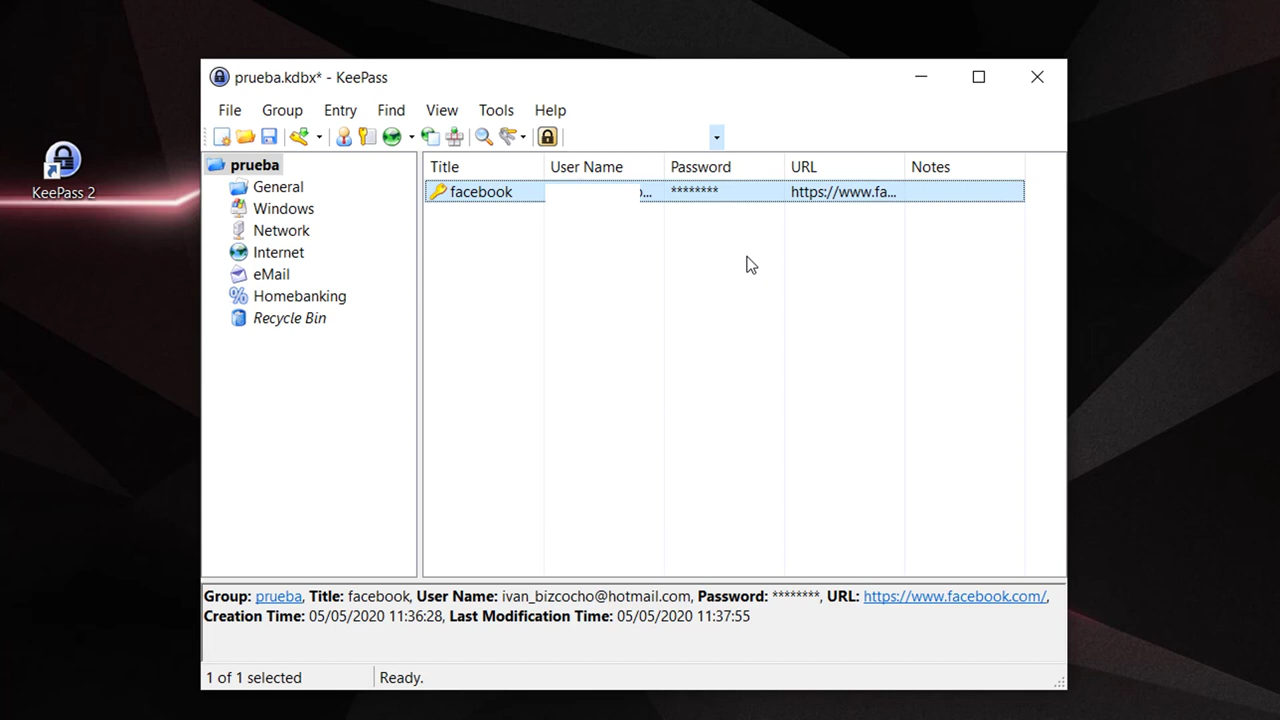 prueba.kdbx* - KeePass
File Group Entry Find View Tools Help
KeePass 2
prueba
General
Windows
Network
Internet
eMail
Homebanking
Recycle Bin
Title User Name Password URL Notes
facebook ... ******** https://www.fa...
Group: prueba, Title: facebook, User Name: ivan_bizcocho@hotmail.com, Password: ********, URL: https://www.facebook.com/,
Creation Time: 05/05/2020 11:36:28, Last Modification Time: 05/05/2020 11:37:55
1 of 1 selected Ready.